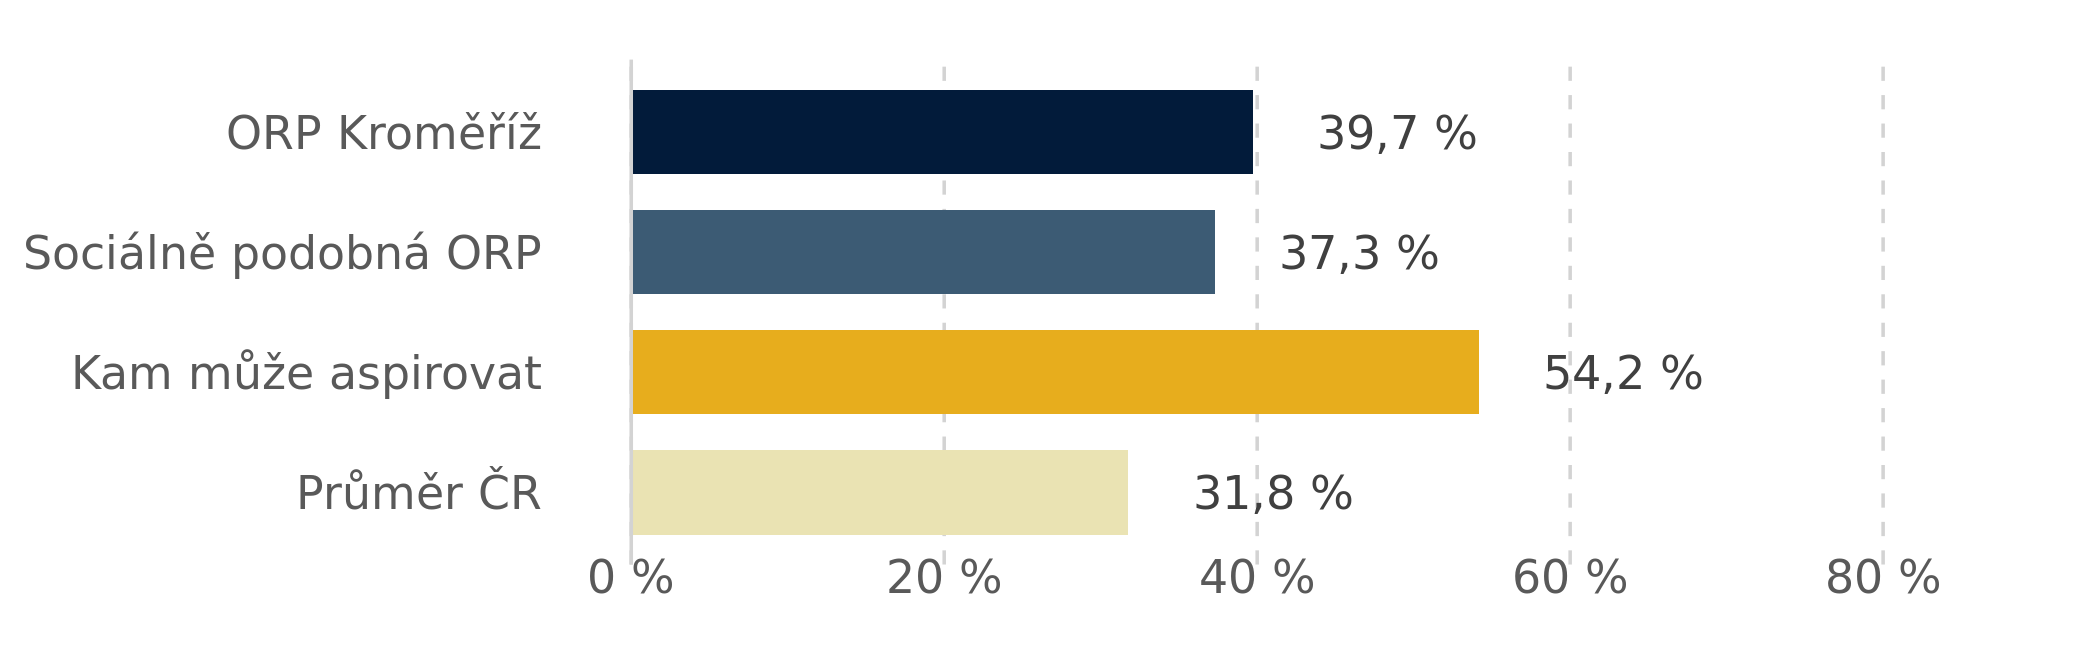 ORP Kroměříž 39,7 %
Sociálně podobná ORP 37,3 %
Kam může aspirovat 54,2 %
Průměr ČR 31,8 %
0 % 20 % 40 % 60 % 80 %